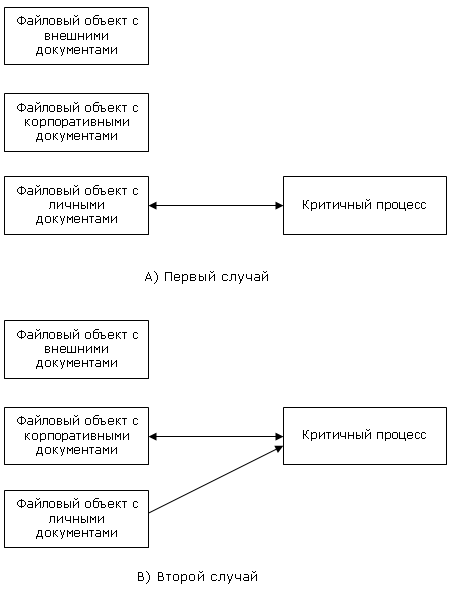 Файловый объект с
внешними
документами
Файловый объект с
корпоративными
документами
Файловый объект с
личными
документами
Критичный процесс
А) Первый случай
Файловый объект с
внешними
документами
Файловый объект с
корпоративными
документами
Критичный процесс
Файловый объект с
личными
документами
В) Второй случай